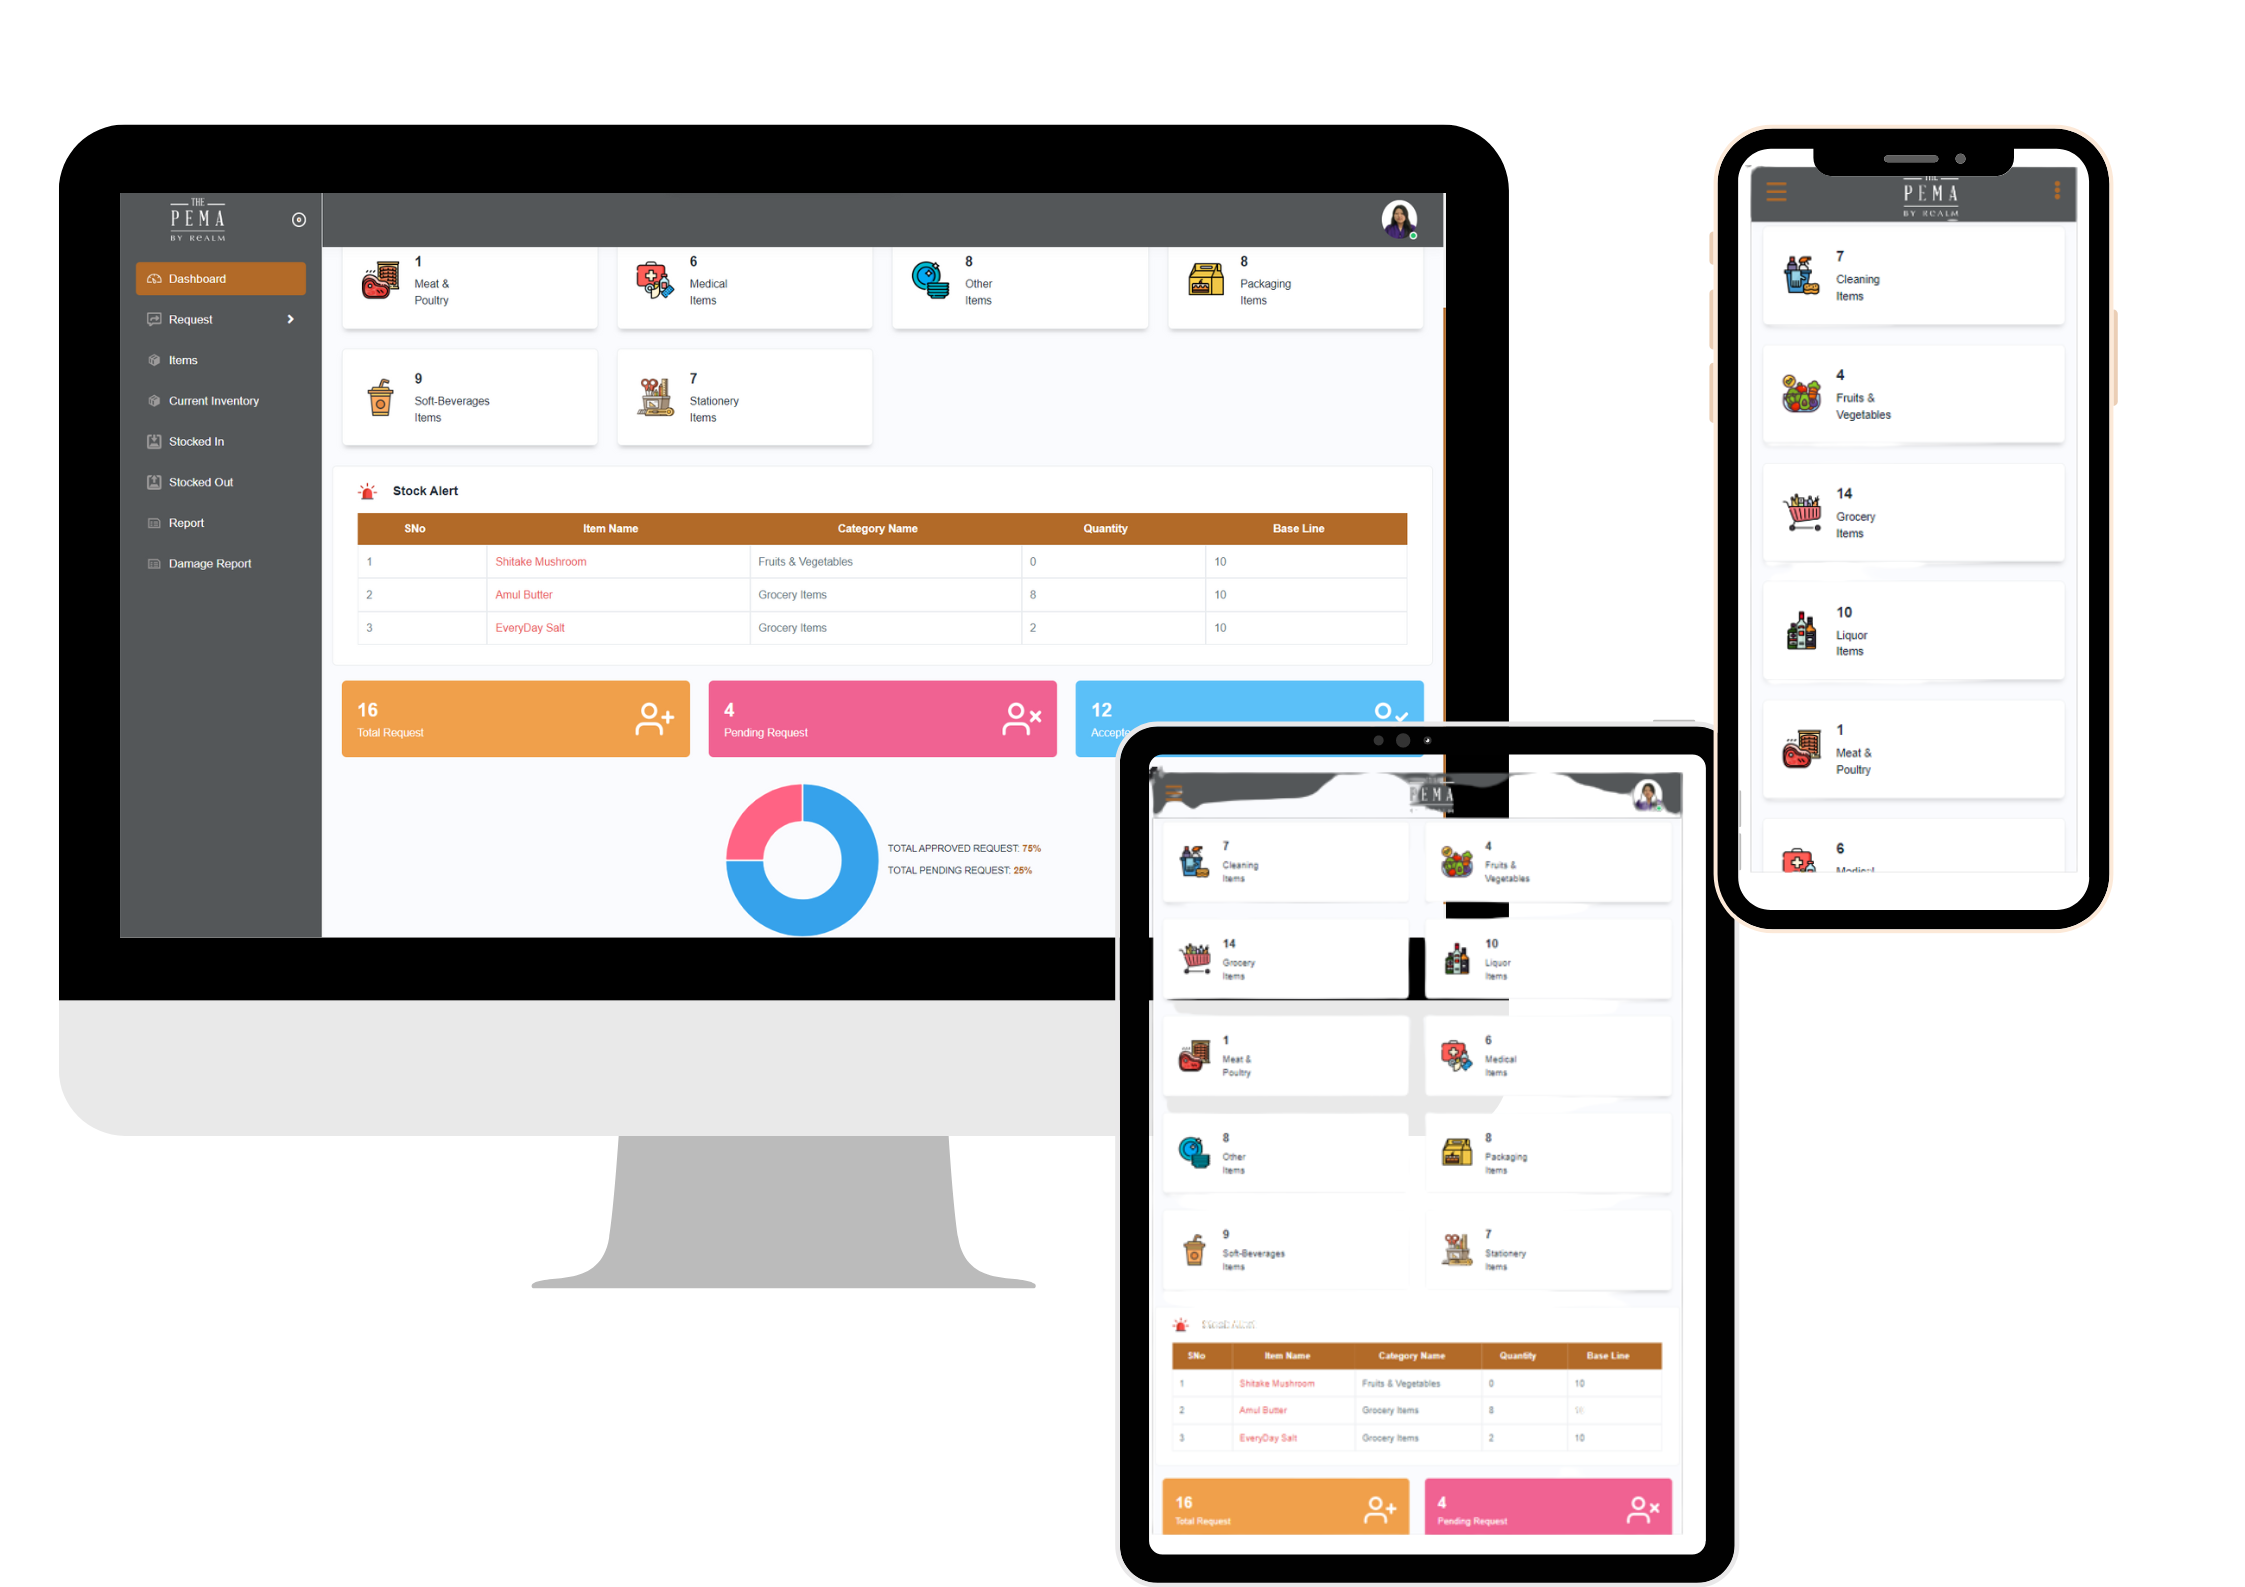 THE
PEMA
BY REALM
Dashboard
Request
Items
Current Inventory
Stocked In
Stocked Out
Report
Damage Report
1
Meat &
Poultry
6
Medical
Items
8
Other
Items
8
Packaging
Items
9
Soft-Beverages
Items
7
Stationery
Items
Stock Alert
SNo Item Name Category Name Quantity Base Line
1 Shitake Mushroom Fruits & Vegetables 0 10
2 Amul Butter Grocery Items 8 10
3 EveryDay Salt Grocery Items 2 10
16
Total Request
4
Pending Request
12
TOTAL APPROVED REQUEST: 75%
TOTAL PENDING REQUEST: 25%
PEMA
BY REALM
7
Cleaning
Items
4
Fruits &
Vegetables
14
Grocery
Items
10
Liquor
Items
1
Meat &
Poultry
6
Medical
PEMA
7
Cleaning
Items
4
Fruits &
Vegetables
14
Grocery
Items
10
Liquor
Items
1
Meat &
Poultry
6
Medical
Items
8
Other
Items
8
Packaging
Items
9
Soft-Beverages
Items
7
Stationery
Items
Stock Alert
SNo Item Name Category Name Quantity Base Line
1 Shitake Mushroom Fruits & Vegetables 0 10
2 Amul Butter Grocery Items 8
3 EveryDay Salt Grocery Items 2 10
16
Total Request
4
Pending Request